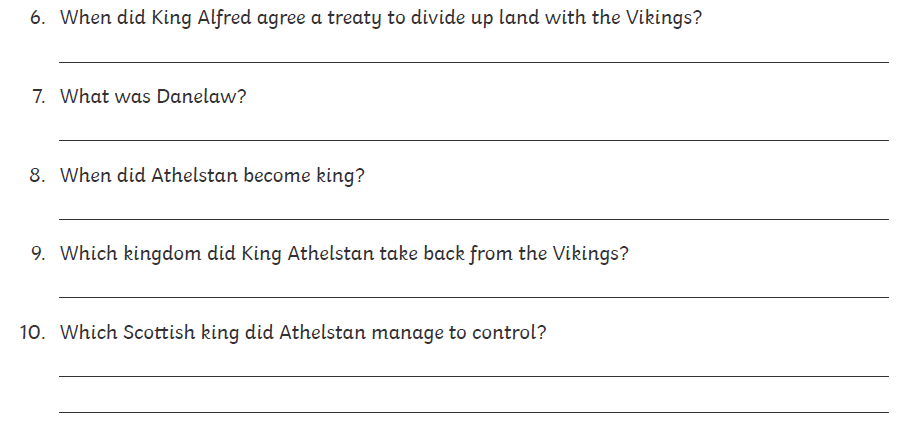 6. When did King Alfred agree a treaty to divide up land with the Vikings?
7. What was Danelaw?
8. When did Athelstan become king?
9. Which kingdom did King Athelstan take back from the Vikings?
10. Which Scottish king did Athelstan manage to control?